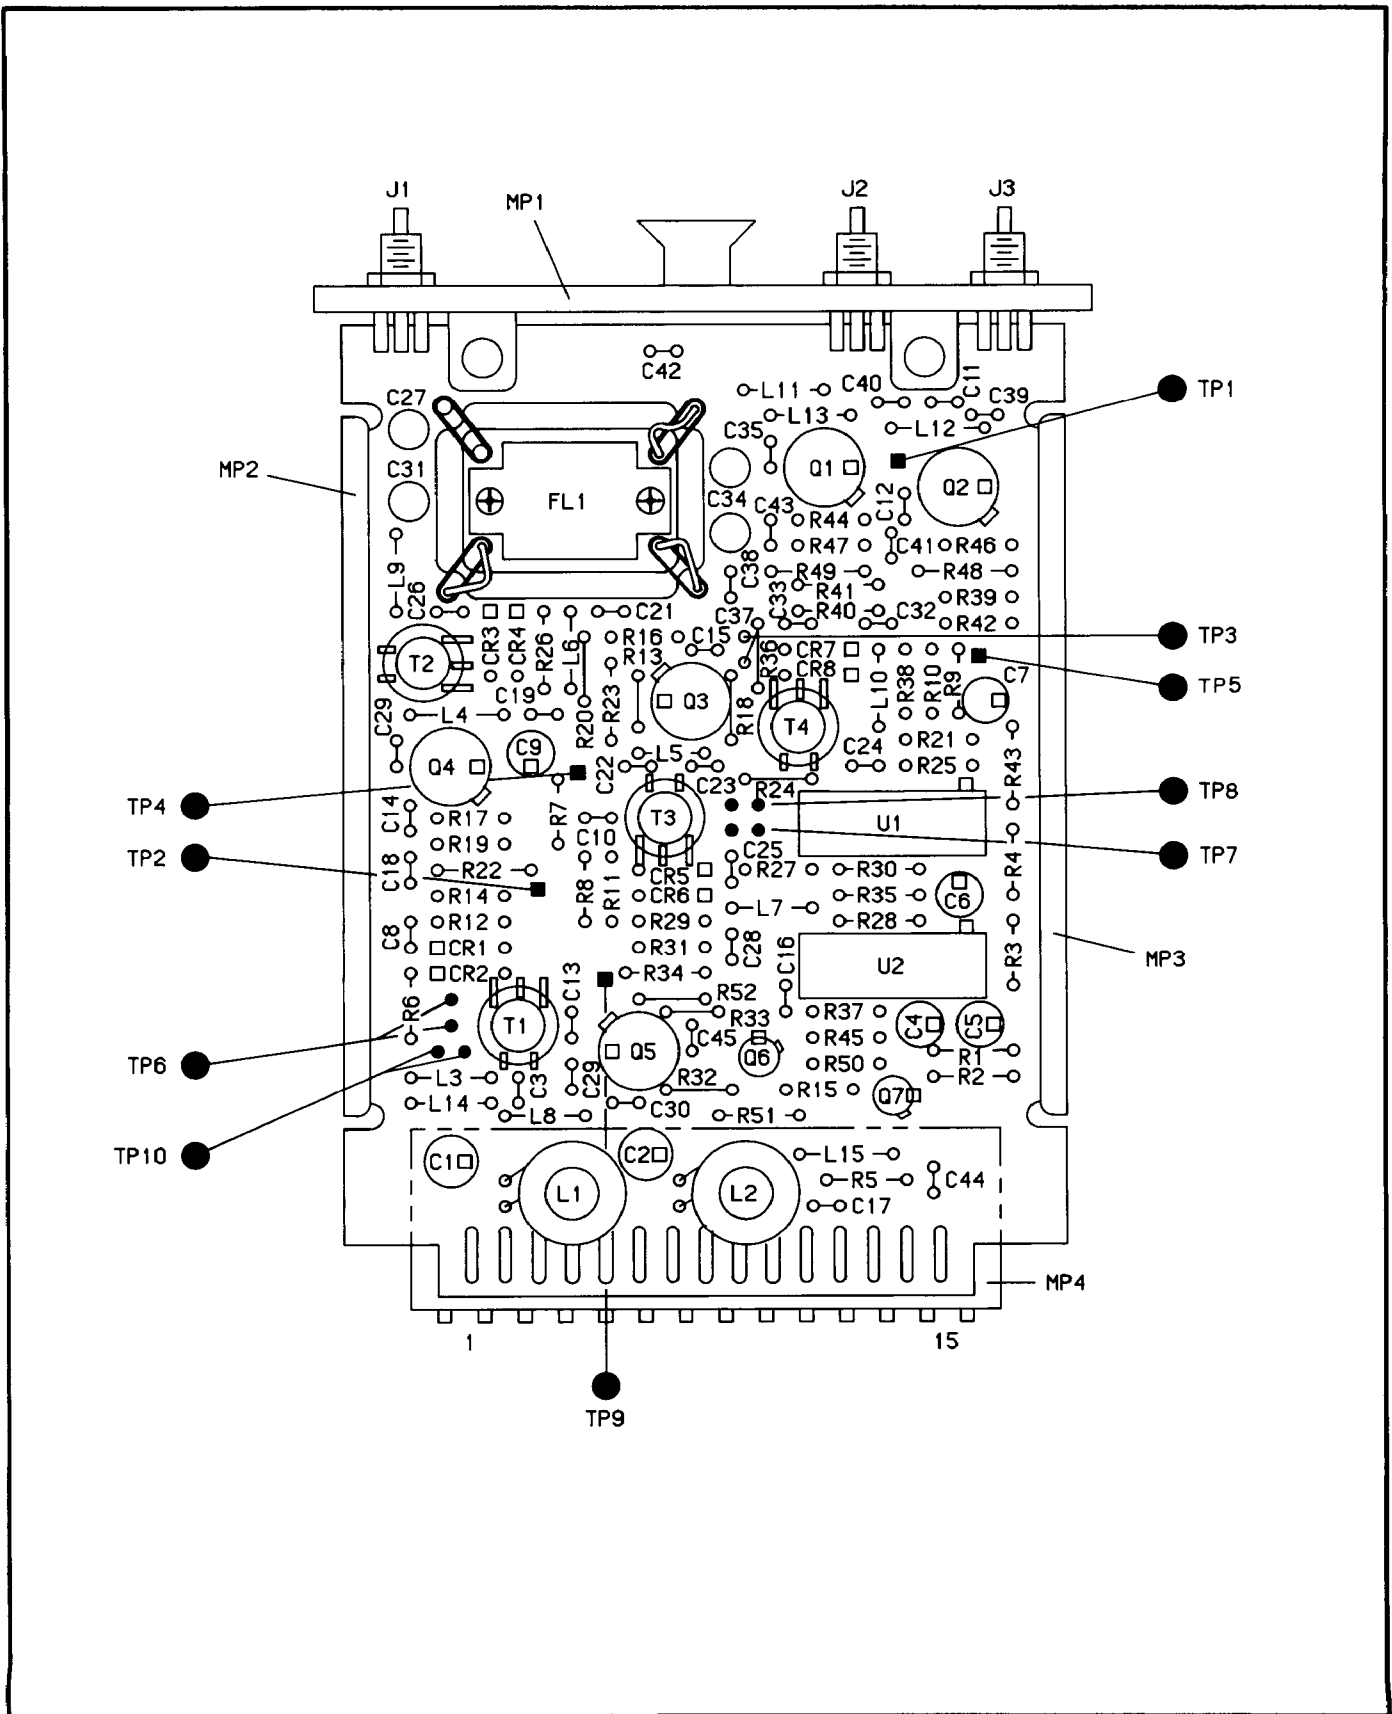 J1 MP1 J2 J3
C42
L11 C40 C11
C27 L13 C39 TP1
C35 L12
MP2 C31 Q1 Q2
FL1 C34 C43 C12
R44
R47 C41 R46
L9 C38 R49 R48
C26 R41 R39
C21 C37 C33 R40 C32 R42
CR3 CR4 R26 L6 R16 C15 TP3
T2 R13 R36 CR7
CR8 L10 R38 R10 R9 C7 TP5
C19 R20 R23 Q3 R18
C29 L4 T4
C9 L5 C24 R21
Q4 C22 C23 R25 R43
TP4 R7 R24 TP8
C14 R17 T3 U1
R19 C10 C25 TP7
TP2 C18 R22 CR5 R27 R30 R4
R14 R8 R11 CR6 R35 C6
C8 R12 R29 L7 R28
CR1 R31 C28
CR2 C13 R34 C16 U2 R3 MP3
R6 R52
T1 R33 R37 C4 C5
TP6 Q5 C45 Q6 R45 R1
L3 C3 C29 R32 R50 R2
L14 C30 R15 Q7
L8 R51
TP10 C1 C2 L15
L1 L2 R5 C44
C17
MP4
1 15
TP9